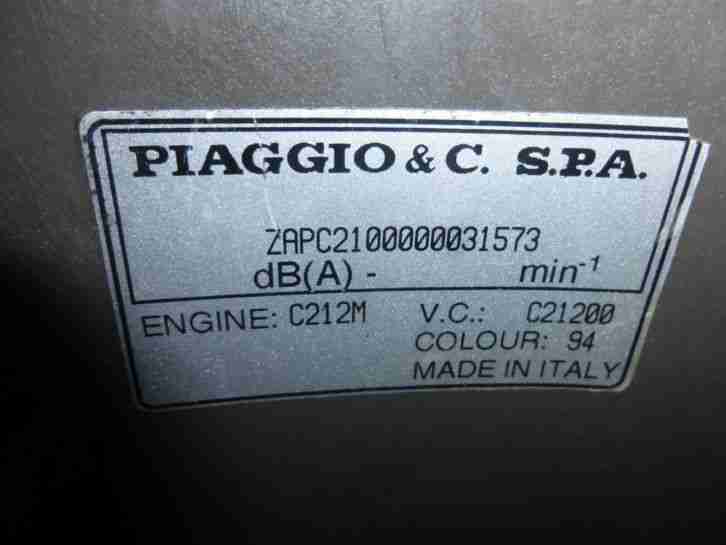 PIAGGIO & C. S.P.A.
ZAPC2100000031573
dB(A) - min-1
ENGINE: C212M V.C.: C21200
COLOUR: 94
MADE IN ITALY